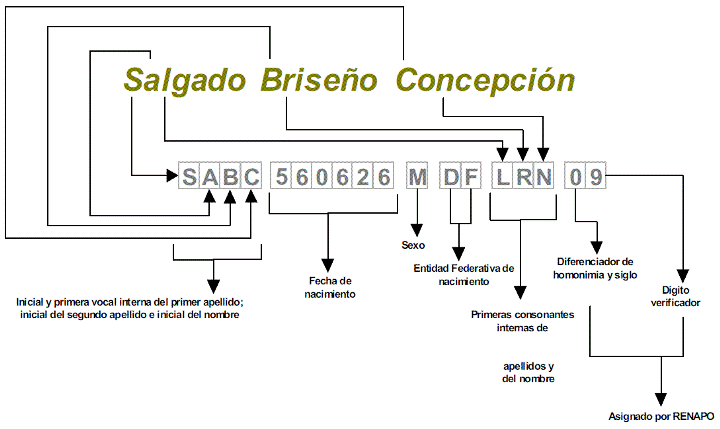 Salgado Briseño Concepción
SABC 560626 M DF LRN 09
Sexo
Diferenciador de
homonimia y siglo
Entidad Federativa de
nacimiento
Fecha de
nacimiento
Digito
verificador
Inicial y primera vocal interna del primer apellido;
inicial del segundo apellido e inicial del nombre
Primeras consonantes
internas de
apellidos y
del nombre
Asignado por RENAPO